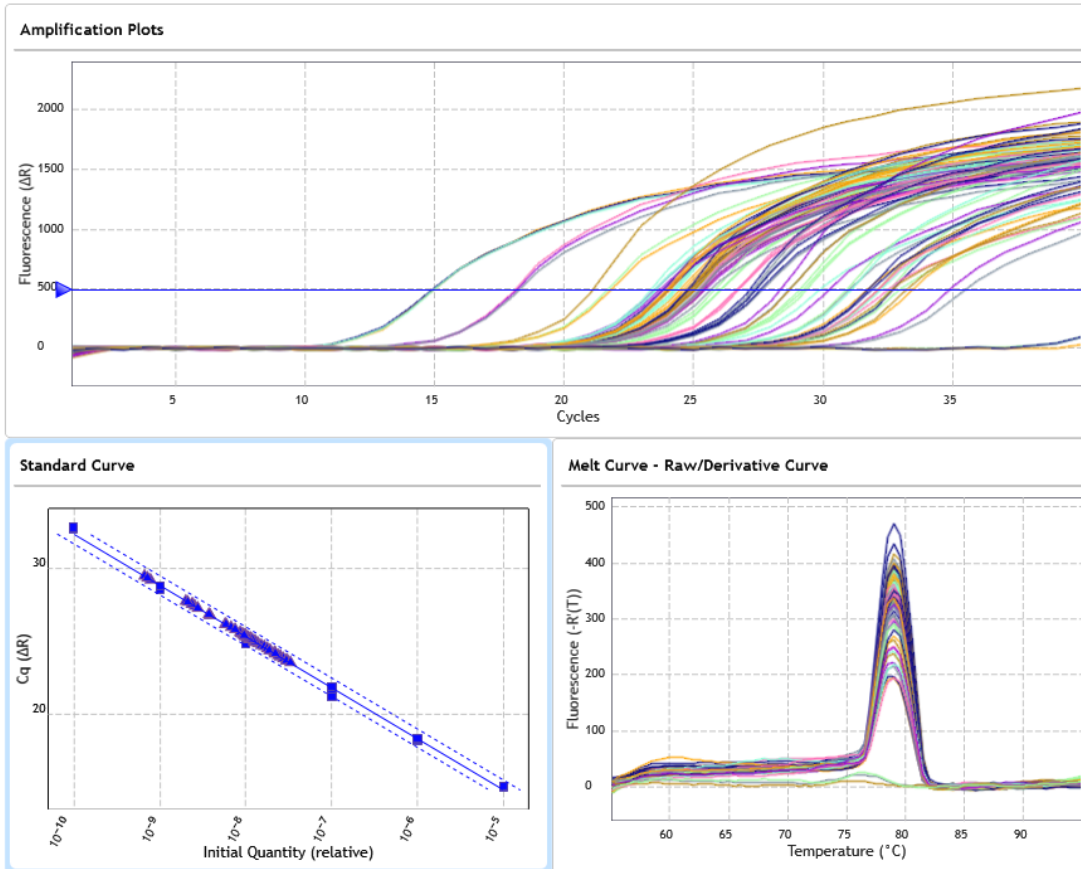 Amplification Plots
Fluorescence (ΔR)
2000
1500
1000
500
0
5 10 15 20 25 30 35
Cycles
Standard Curve
Cq (ΔR)
30
20
10⁻¹⁰ 10⁻⁹ 10⁻⁸ 10⁻⁷ 10⁻⁶ 10⁻⁵
Initial Quantity (relative)
Melt Curve - Raw/Derivative Curve
Fluorescence (-R'(T))
500
400
300
200
100
0
60 65 70 75 80 85 90
Temperature (°C)